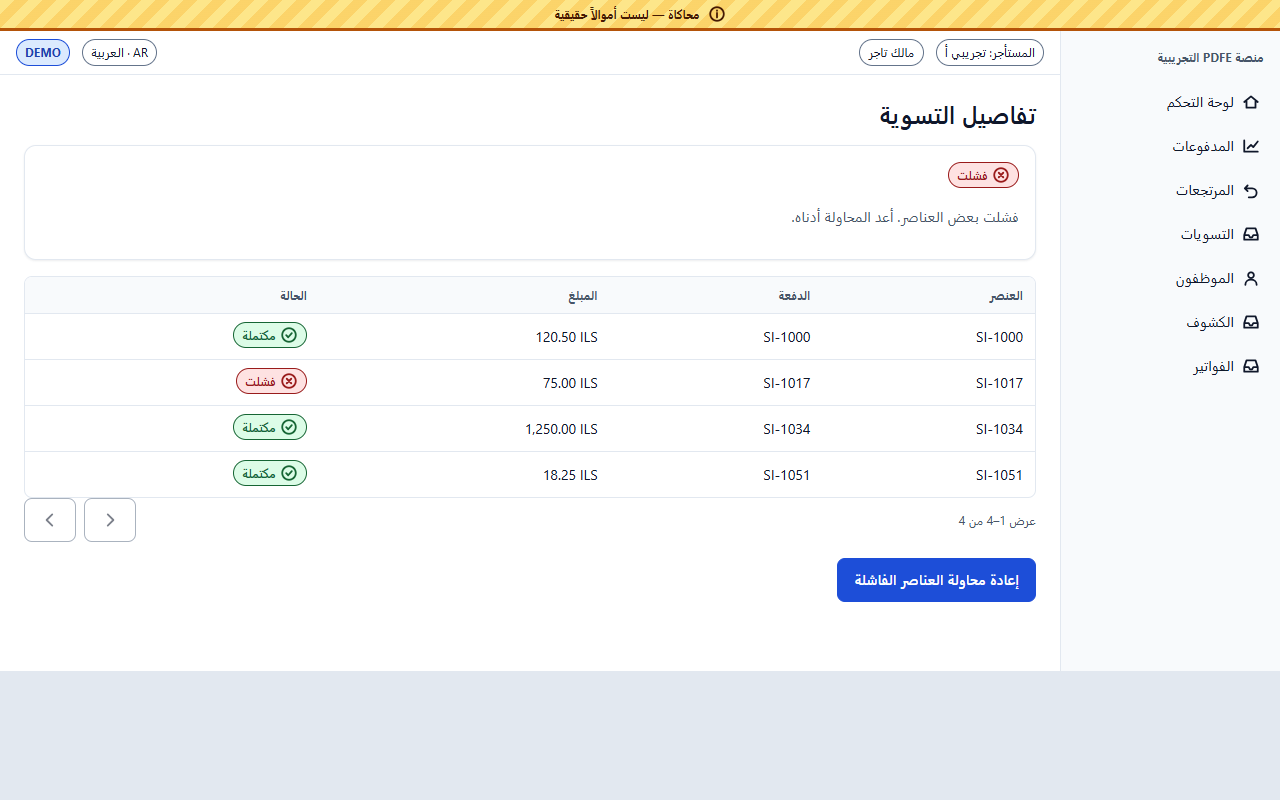 محاكاة — ليست أموالاً حقيقية
منصة PDFE التجريبية
لوحة التحكم
المدفوعات
المرتجعات
التسويات
الموظفون
الكشوف
الفواتير
المستأجر: تجريبي أ
مالك تاجر
AR · العربية
DEMO
تفاصيل التسوية
فشلت
فشلت بعض العناصر. أعد المحاولة أدناه.
العنصر الدفعة المبلغ الحالة
SI-1000 SI-1000 120.50 ILS مكتملة
SI-1017 SI-1017 75.00 ILS فشلت
SI-1034 SI-1034 1,250.00 ILS مكتملة
SI-1051 SI-1051 18.25 ILS مكتملة
عرض 1–4 من 4
إعادة محاولة العناصر الفاشلة